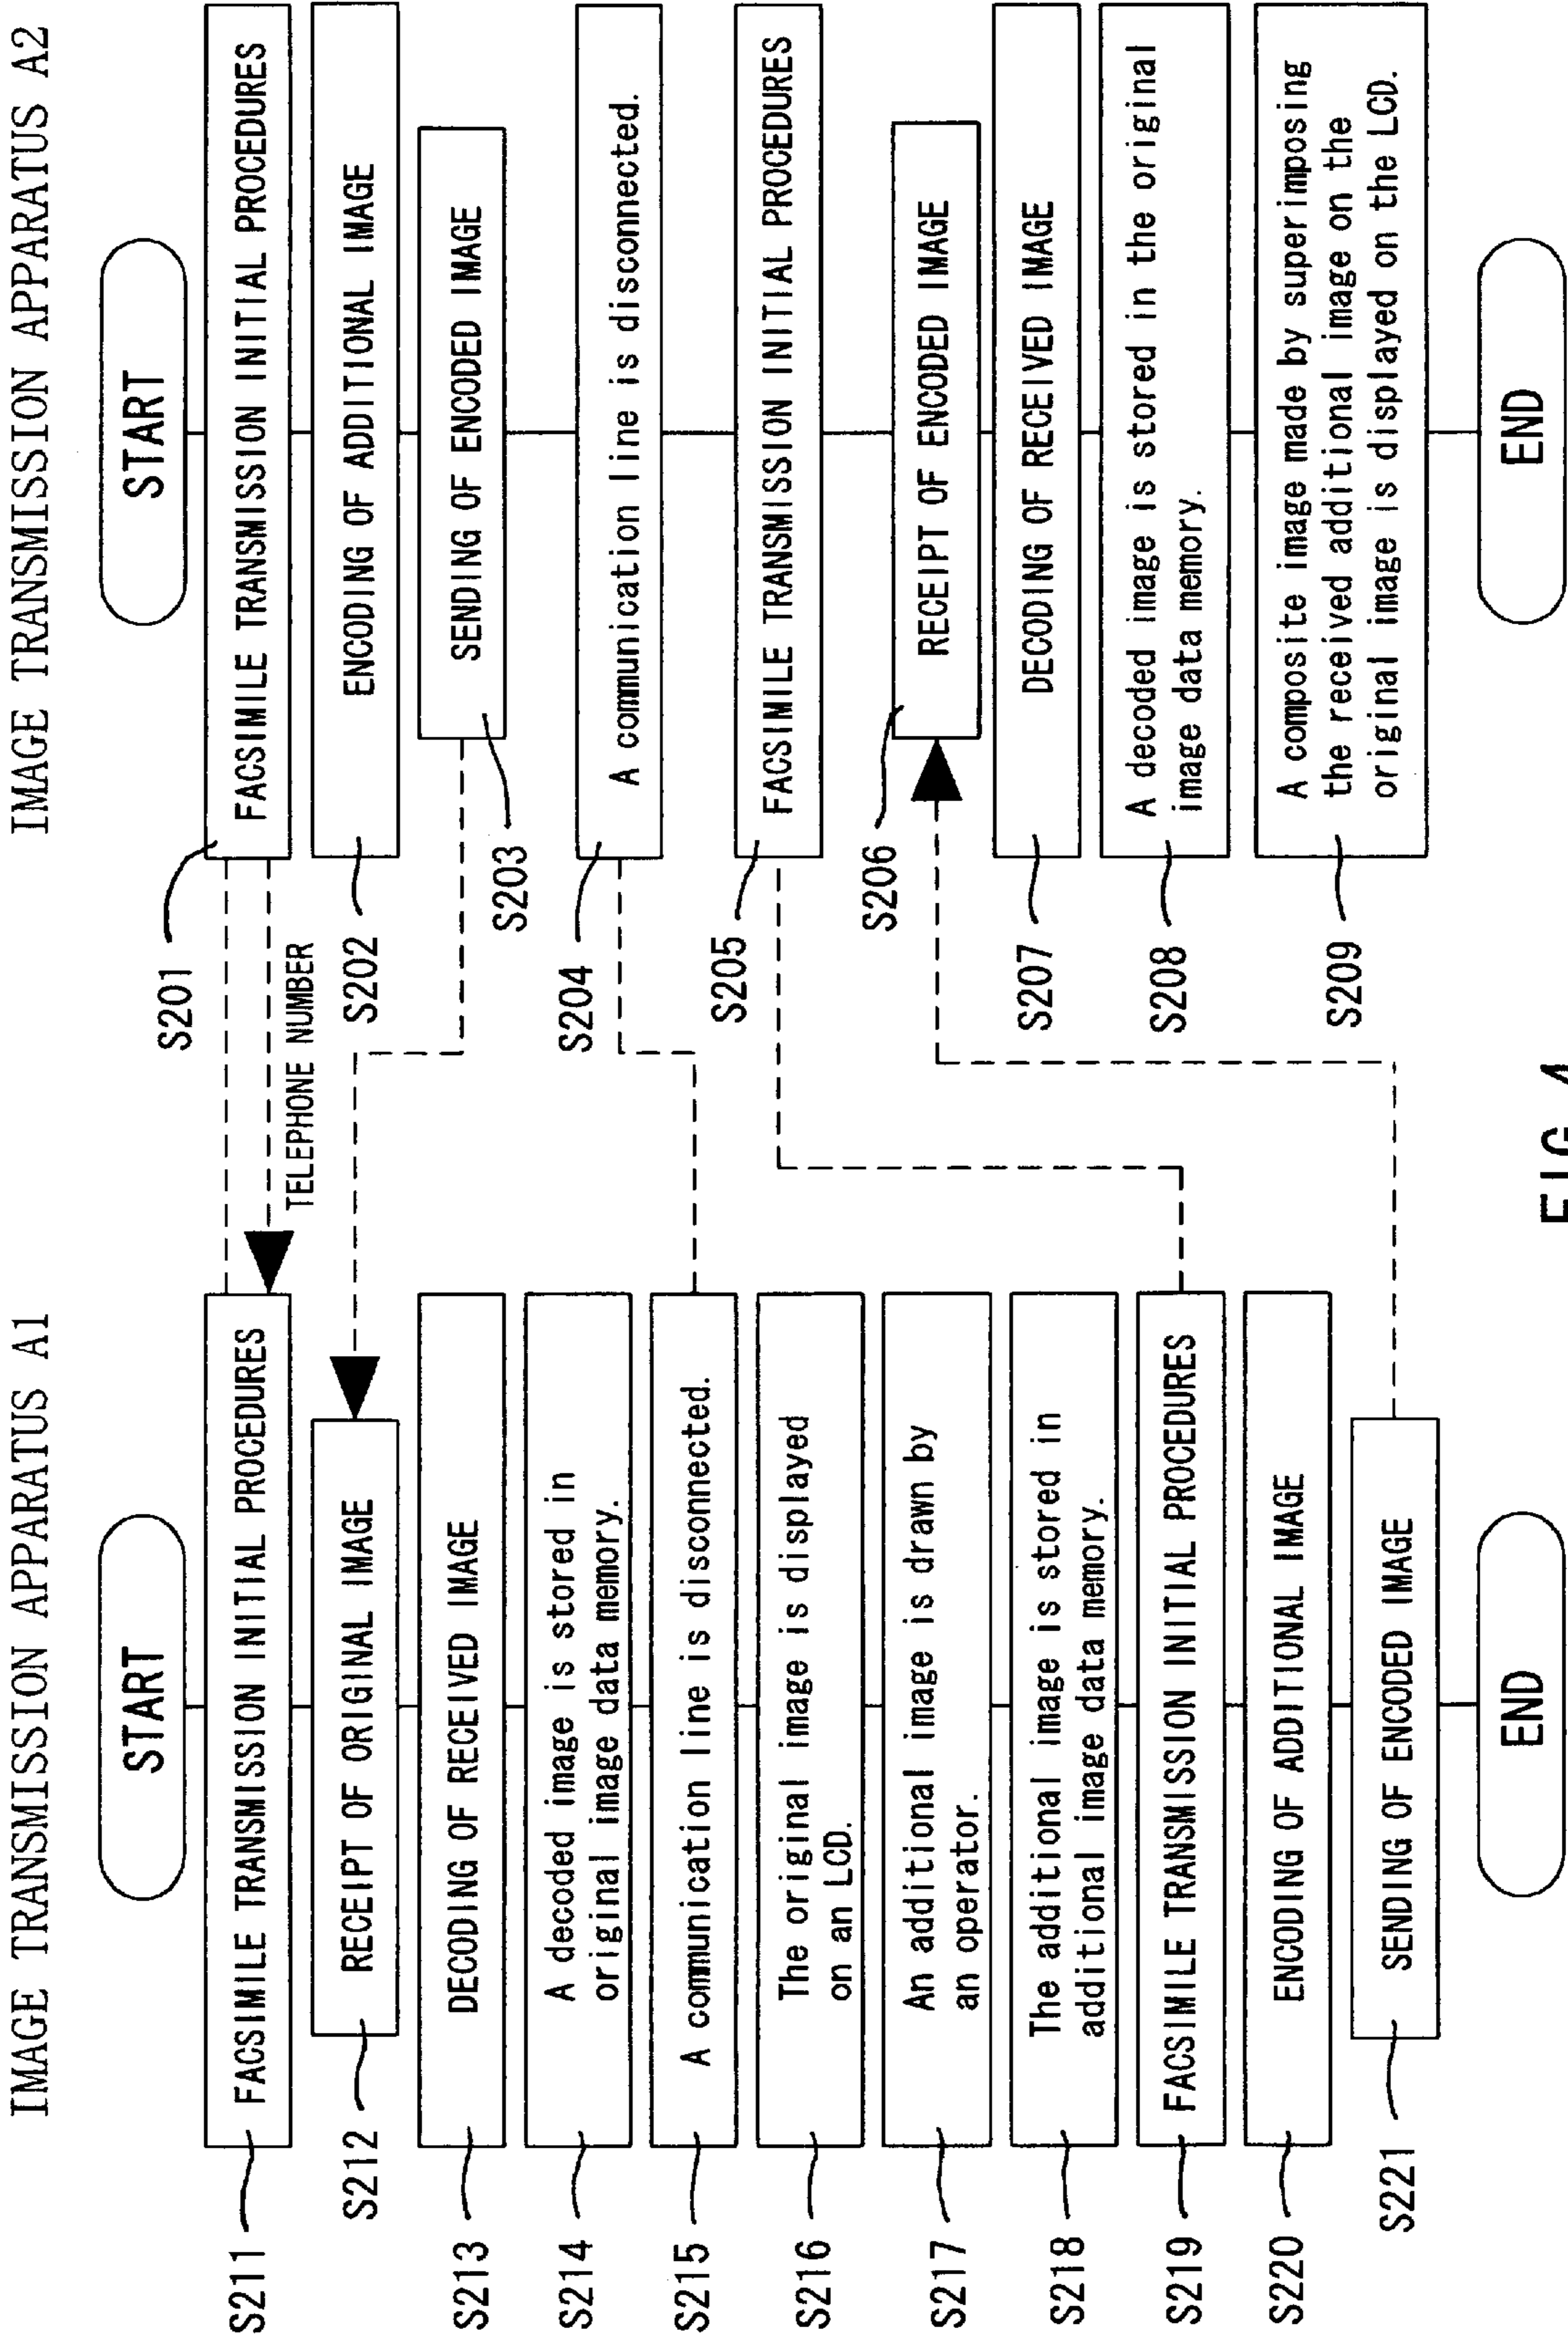 IMAGE TRANSMISSION APPARATUS A1
START
S211
FACSIMILE TRANSMISSION INITIAL PROCEDURES
S212
RECEIPT OF ORIGINAL IMAGE
S213
DECODING OF RECEIVED IMAGE
S214
A decoded image is stored in
original image data memory.
S215
A communication line is disconnected.
S216
The original image is displayed
on an LCD.
S217
An additional image is drawn by
an operator.
S218
The additional image is stored in
additional image data memory.
S219
FACSIMILE TRANSMISSION INITIAL PROCEDURES
S220
ENCODING OF ADDITIONAL IMAGE
S221
SENDING OF ENCODED IMAGE
END
TELEPHONE NUMBER
IMAGE TRANSMISSION APPARATUS A2
START
S201
FACSIMILE TRANSMISSION INITIAL PROCEDURES
S202
ENCODING OF ADDITIONAL IMAGE
S203
SENDING OF ENCODED IMAGE
S204
A communication line is disconnected.
S205
FACSIMILE TRANSMISSION INITIAL PROCEDURES
S206
RECEIPT OF ENCODED IMAGE
S207
DECODING OF RECEIVED IMAGE
S208
A decoded image is stored in the original
image data memory.
S209
A composite image made by superimposing
the received additional image on the
original image is displayed on the LCD.
END
FIG. 4